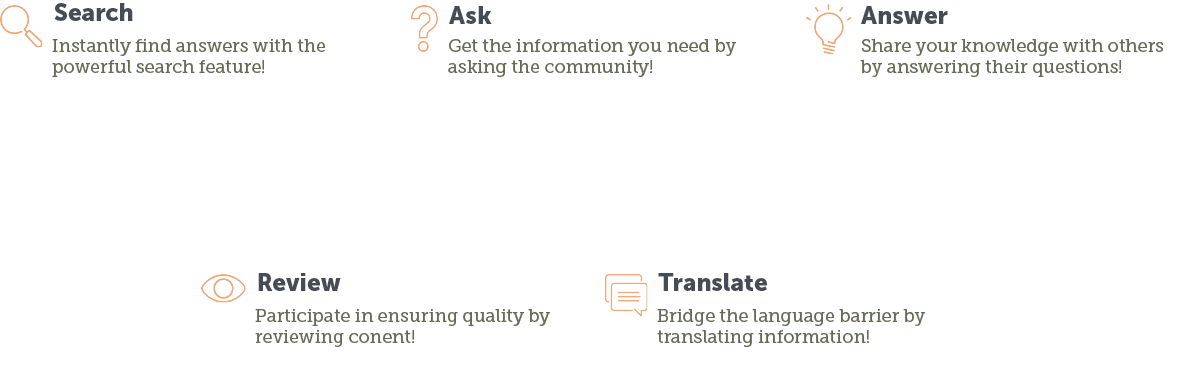 Search
Instantly find answers with the
powerful search feature!
Ask
Get the information you need by
asking the community!
Answer
Share your knowledge with others
by answering their questions!
Review
Participate in ensuring quality by
reviewing conent!
Translate
Bridge the language barrier by
translating information!